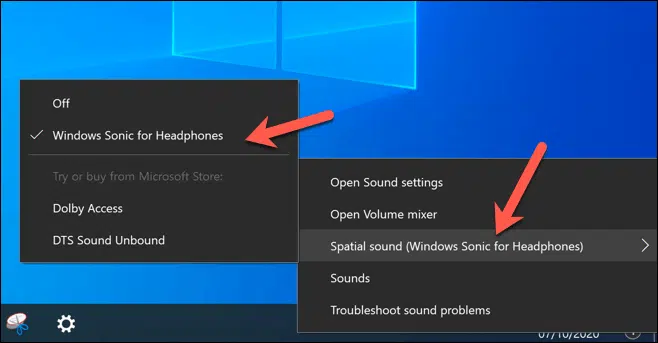 Off
Windows Sonic for Headphones
Try or buy from Microsoft Store:
Dolby Access
DTS Sound Unbound
Open Sound settings
Open Volume mixer
Spatial sound (Windows Sonic for Headphones)
Sounds
Troubleshoot sound problems
07/10/2020